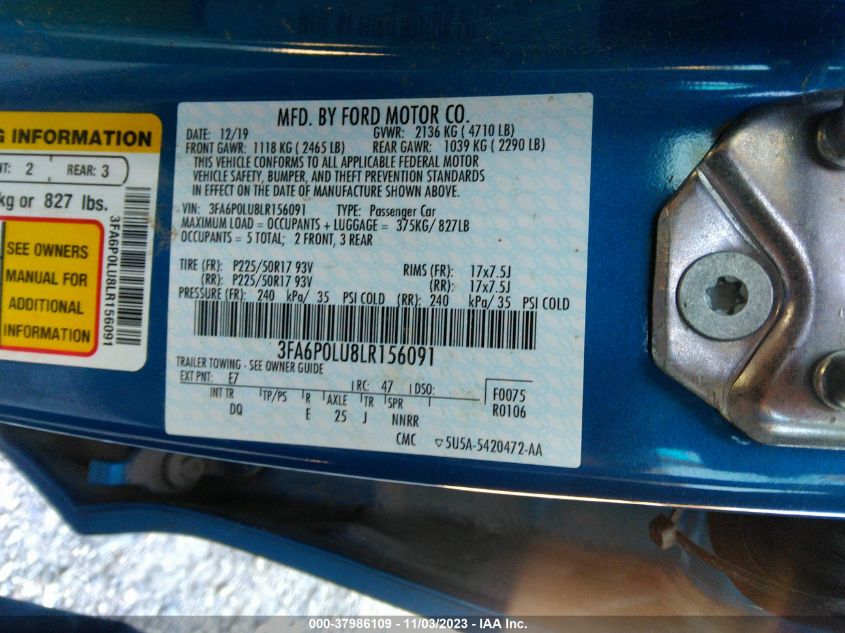 G INFORMATION
NT: 2 REAR: 3
kg or 827 lbs.
SEE OWNERS
MANUAL FOR
ADDITIONAL
INFORMATION
3FA6P0LU8LR156091
MFD. BY FORD MOTOR CO.
DATE: 12/19 GVWR: 2136 KG ( 4710 LB)
FRONT GAWR: 1118 KG ( 2465 LB) REAR GAWR: 1039 KG ( 2290 LB)
THIS VEHICLE CONFORMS TO ALL APPLICABLE FEDERAL MOTOR
VEHICLE SAFETY, BUMPER, AND THEFT PREVENTION STANDARDS
IN EFFECT ON THE DATE OF MANUFACTURE SHOWN ABOVE.
VIN: 3FA6P0LU8LR156091 TYPE: Passenger Car
MAXIMUM LOAD = OCCUPANTS + LUGGAGE = 375KG/ 827LB
OCCUPANTS = 5 TOTAL; 2 FRONT, 3 REAR
TIRE (FR): P225/50R17 93V RIMS (FR): 17x7.5J
(RR): P225/50R17 93V (RR): 17x7.5J
PRESSURE (FR): 240 kPa/ 35 PSI COLD (RR): 240 kPa/ 35 PSI COLD
3FA6P0LU8LR156091
TRAILER TOWING - SEE OWNER GUIDE
EXT PNT: E7 RC: 47 DSO: F0075
INT TR TP/PS R AXLE TR SPR R0106
DQ E 25 J NNRR
CMC ▽5U5A-5420472-AA
000-37986109 - 11/03/2023 - IAA Inc.